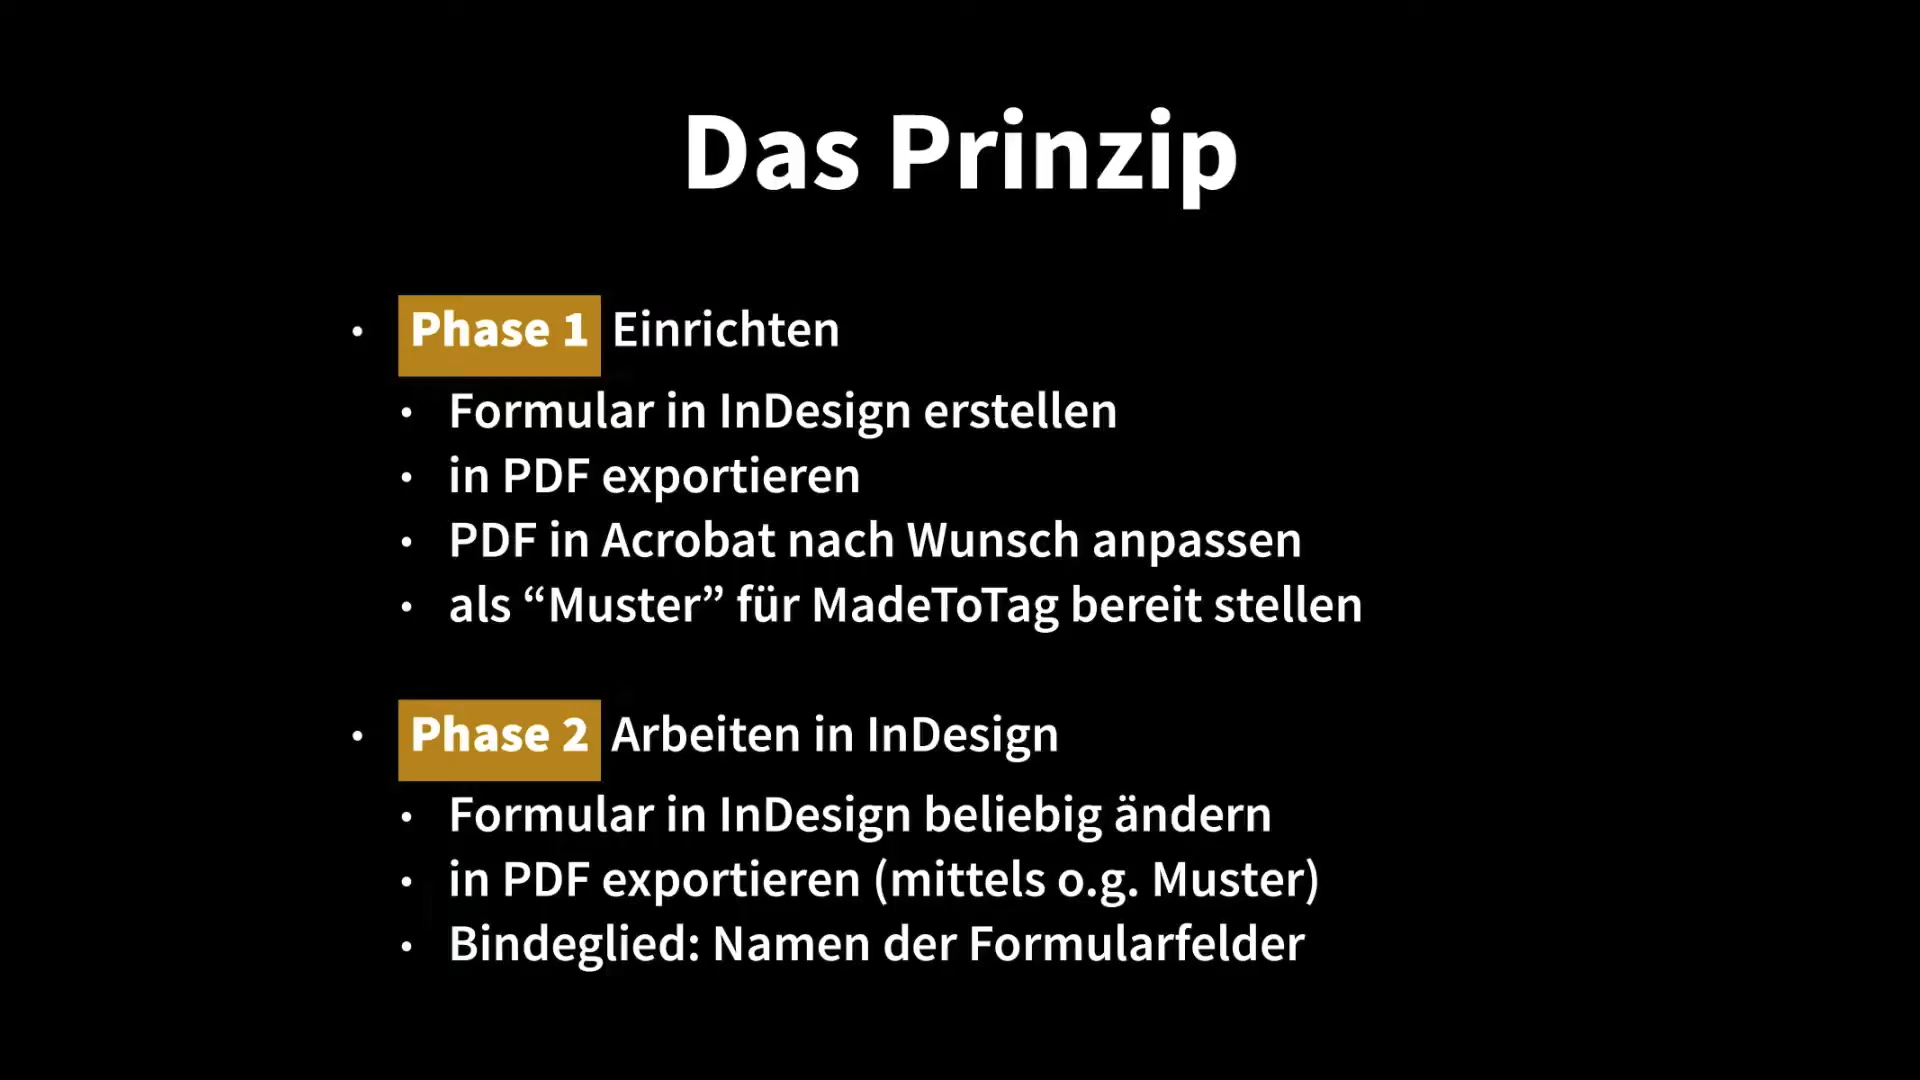 Das Prinzip
• Phase 1 Einrichten
• Formular in InDesign erstellen
• in PDF exportieren
• PDF in Acrobat nach Wunsch anpassen
• als “Muster” für MadeToTag bereit stellen
• Phase 2 Arbeiten in InDesign
• Formular in InDesign beliebig ändern
• in PDF exportieren (mittels o.g. Muster)
• Bindeglied: Namen der Formularfelder